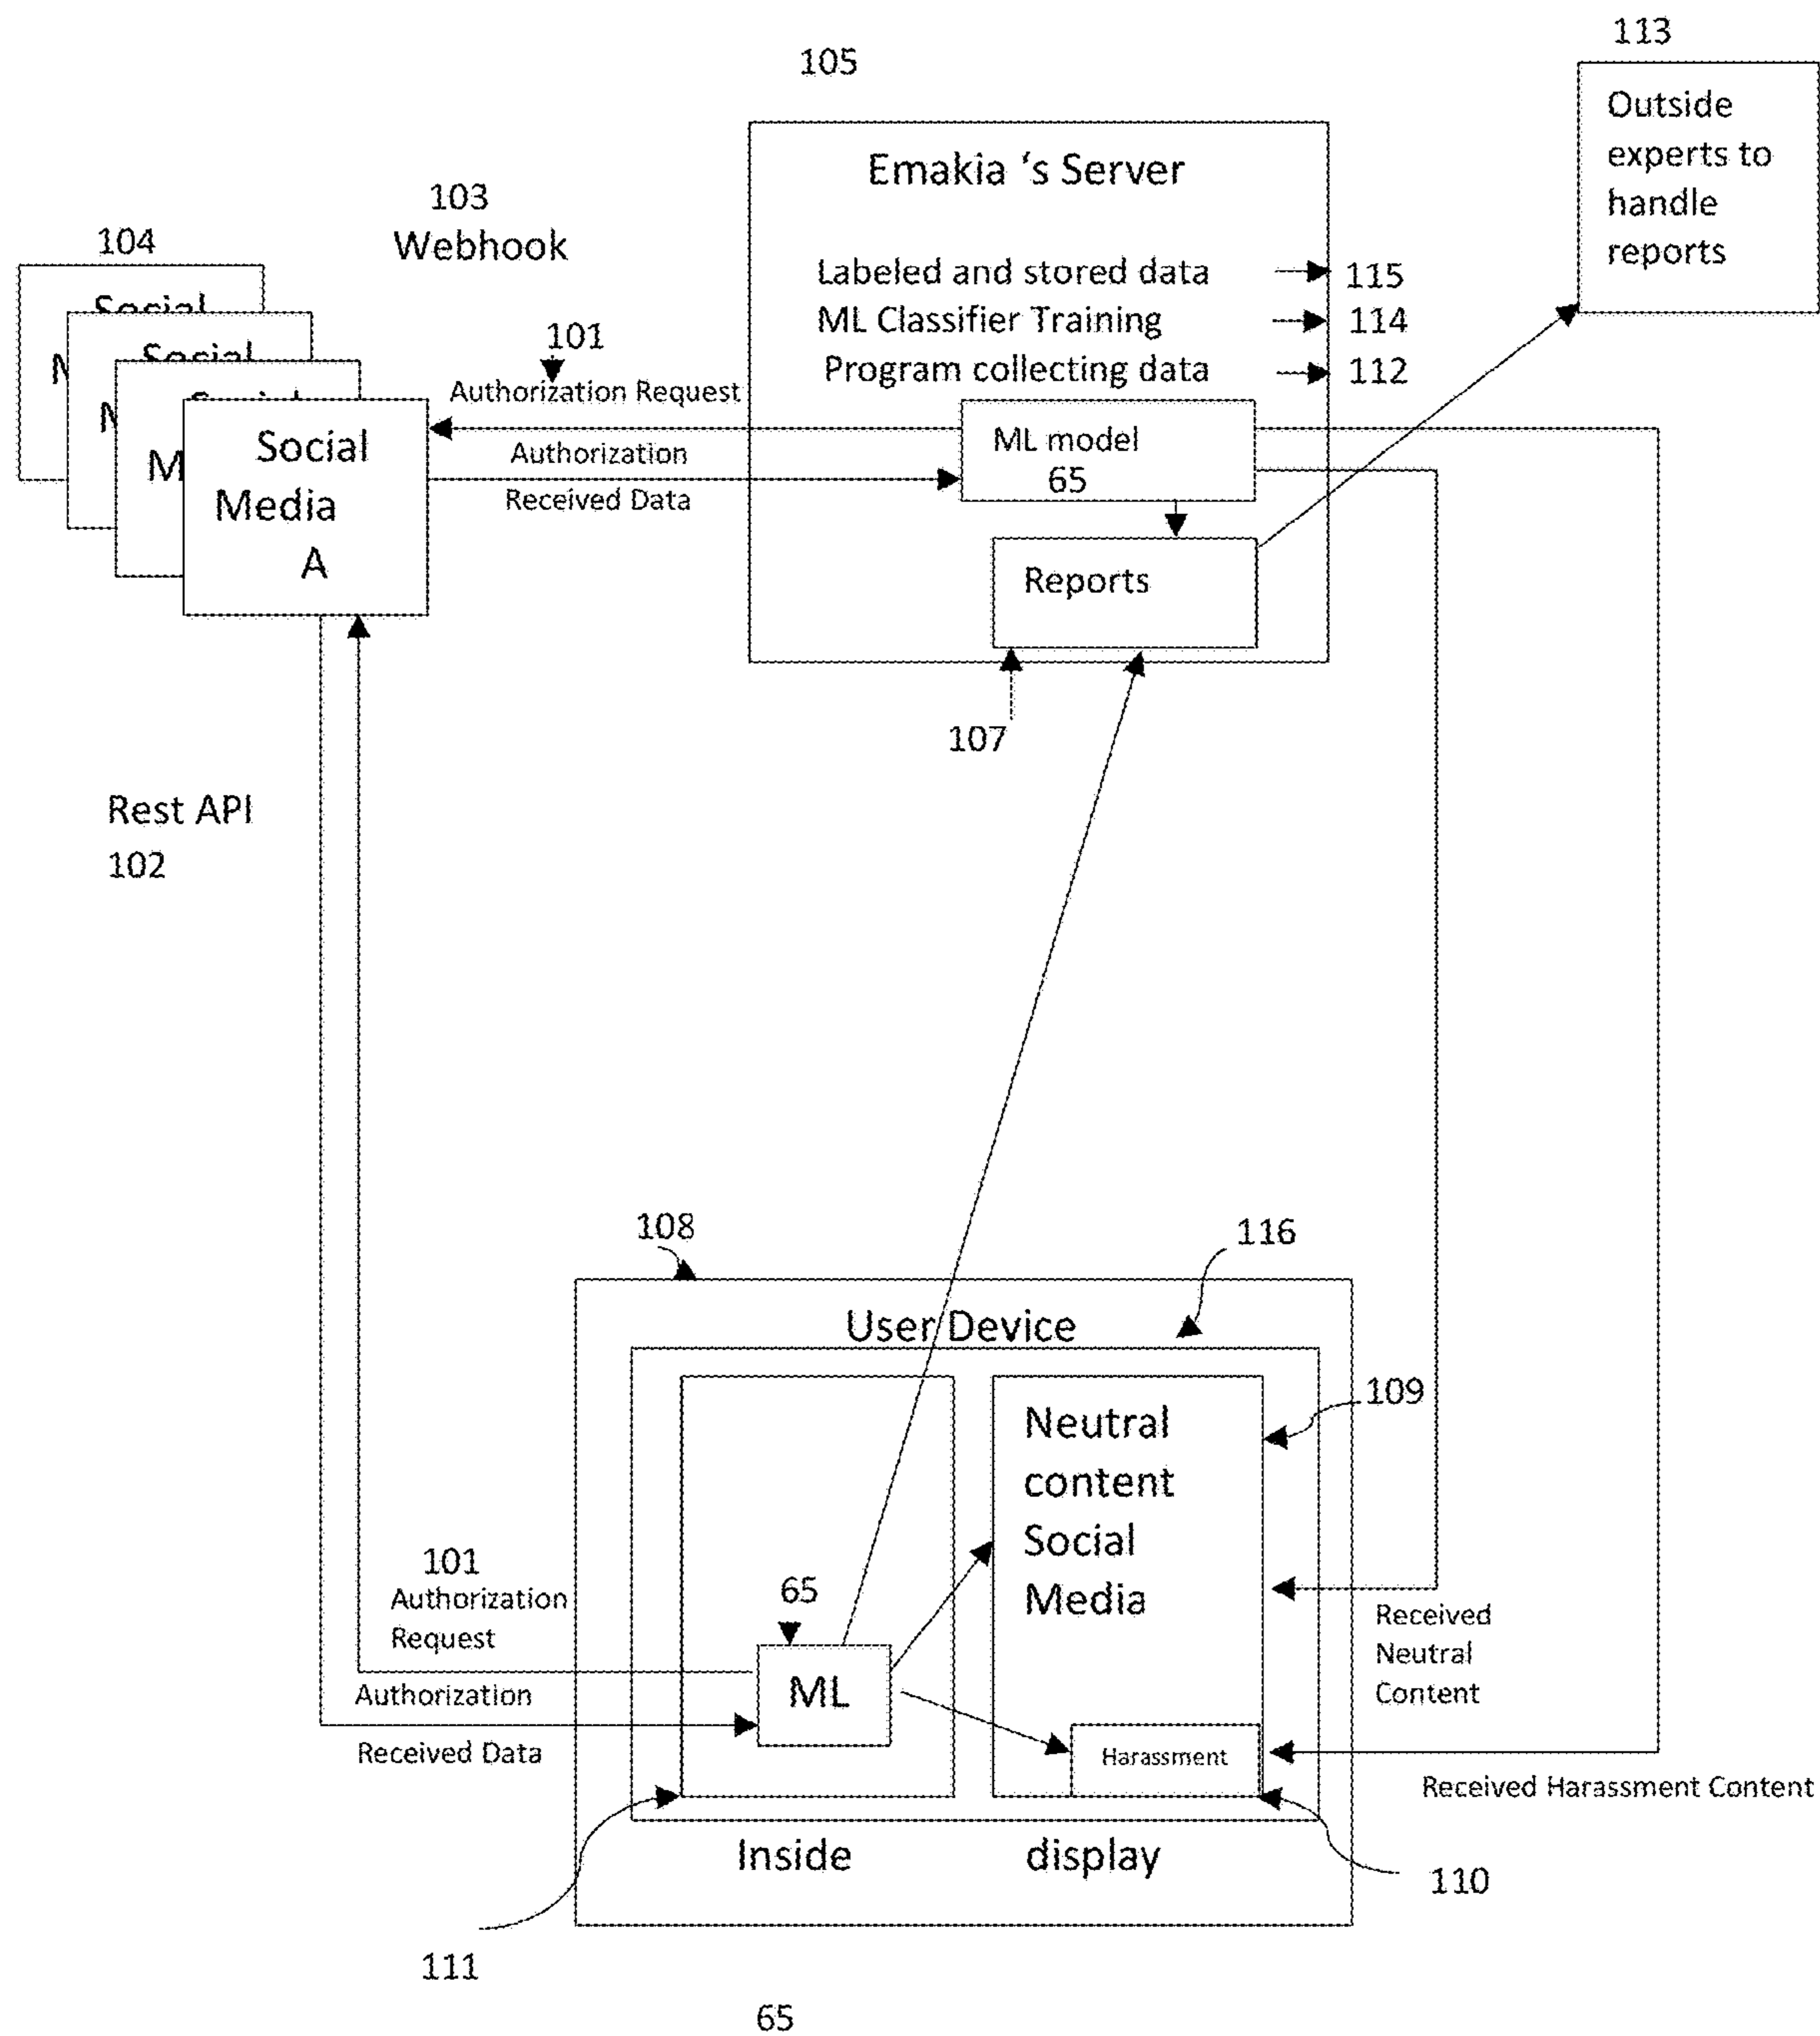 113
105
Outside
experts to
handle
reports
Emakia ‘s Server
103
Webhook
104
Social
Social
M
M
M
Social
Media
A
Labeled and stored data
115
ML Classifier Training
114
Program collecting data
112
101
Authorization Request
Authorization
Received Data
ML model
65
Reports
107
Rest API
102
108
116
User Device
109
Neutral
content
Social
Media
101
Authorization
Request
65
ML
Authorization
Received Data
Received
Neutral
Content
Harassment
Received Harassment Content
Inside
display
110
111
65